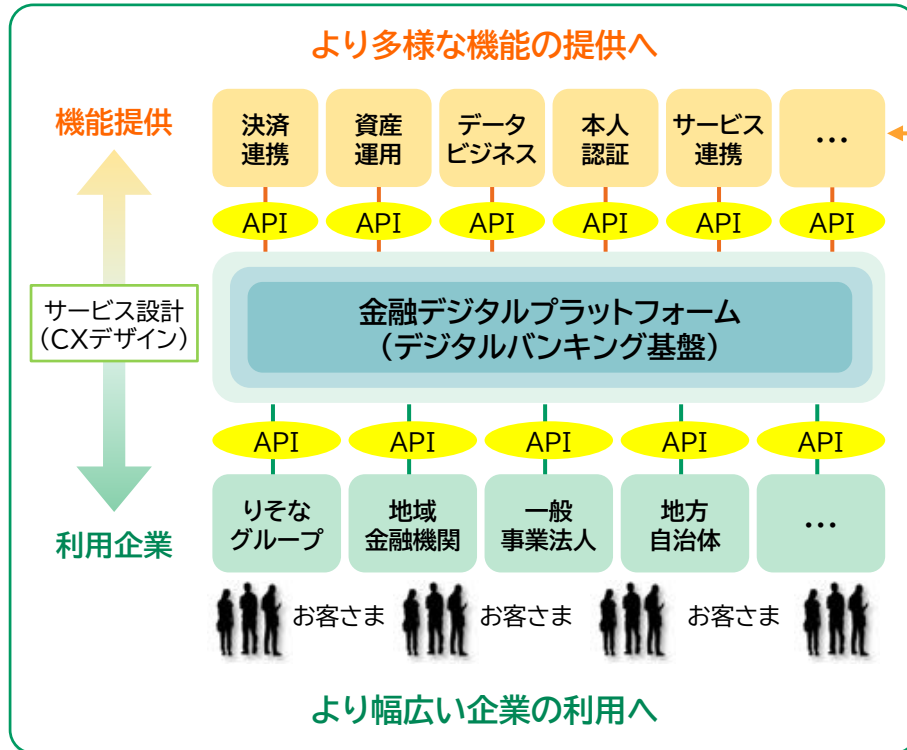 より多様な機能の提供へ
機能提供
決済
連携
資産
運用
データ
ビジネス
本人
認証
サービス
連携
…
API
API
API
API
API
API
サービス設計
（CXデザイン）
金融デジタルプラットフォーム
（デジタルバンキング基盤）
API
API
API
API
API
利用企業
りそな
グループ
地域
金融機関
一般
事業法人
地方
自治体
…
お客さま
お客さま
お客さま
より幅広い企業の利用へ